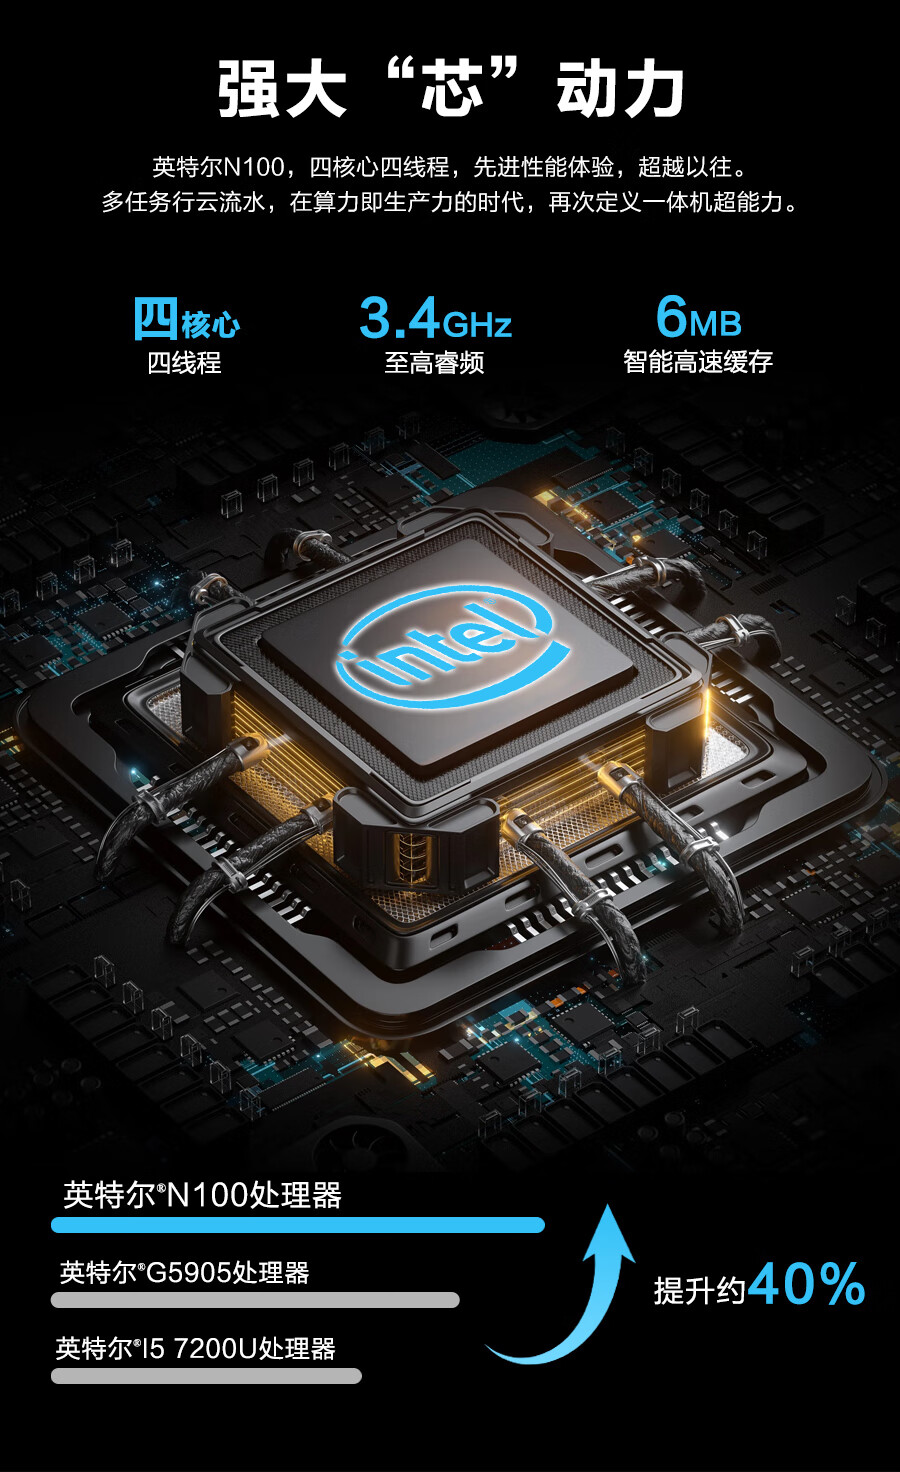 强大“芯”动力
英特尔N100，四核心四线程，先进性能体验，超越以往。
多任务行云流水，在算力即生产力的时代，再次定义一体机超能力。
四核心
四线程
3.4GHz
至高睿频
6MB
智能高速缓存
intel
英特尔®N100处理器
英特尔®G5905处理器
英特尔®I5 7200U处理器
提升约40%